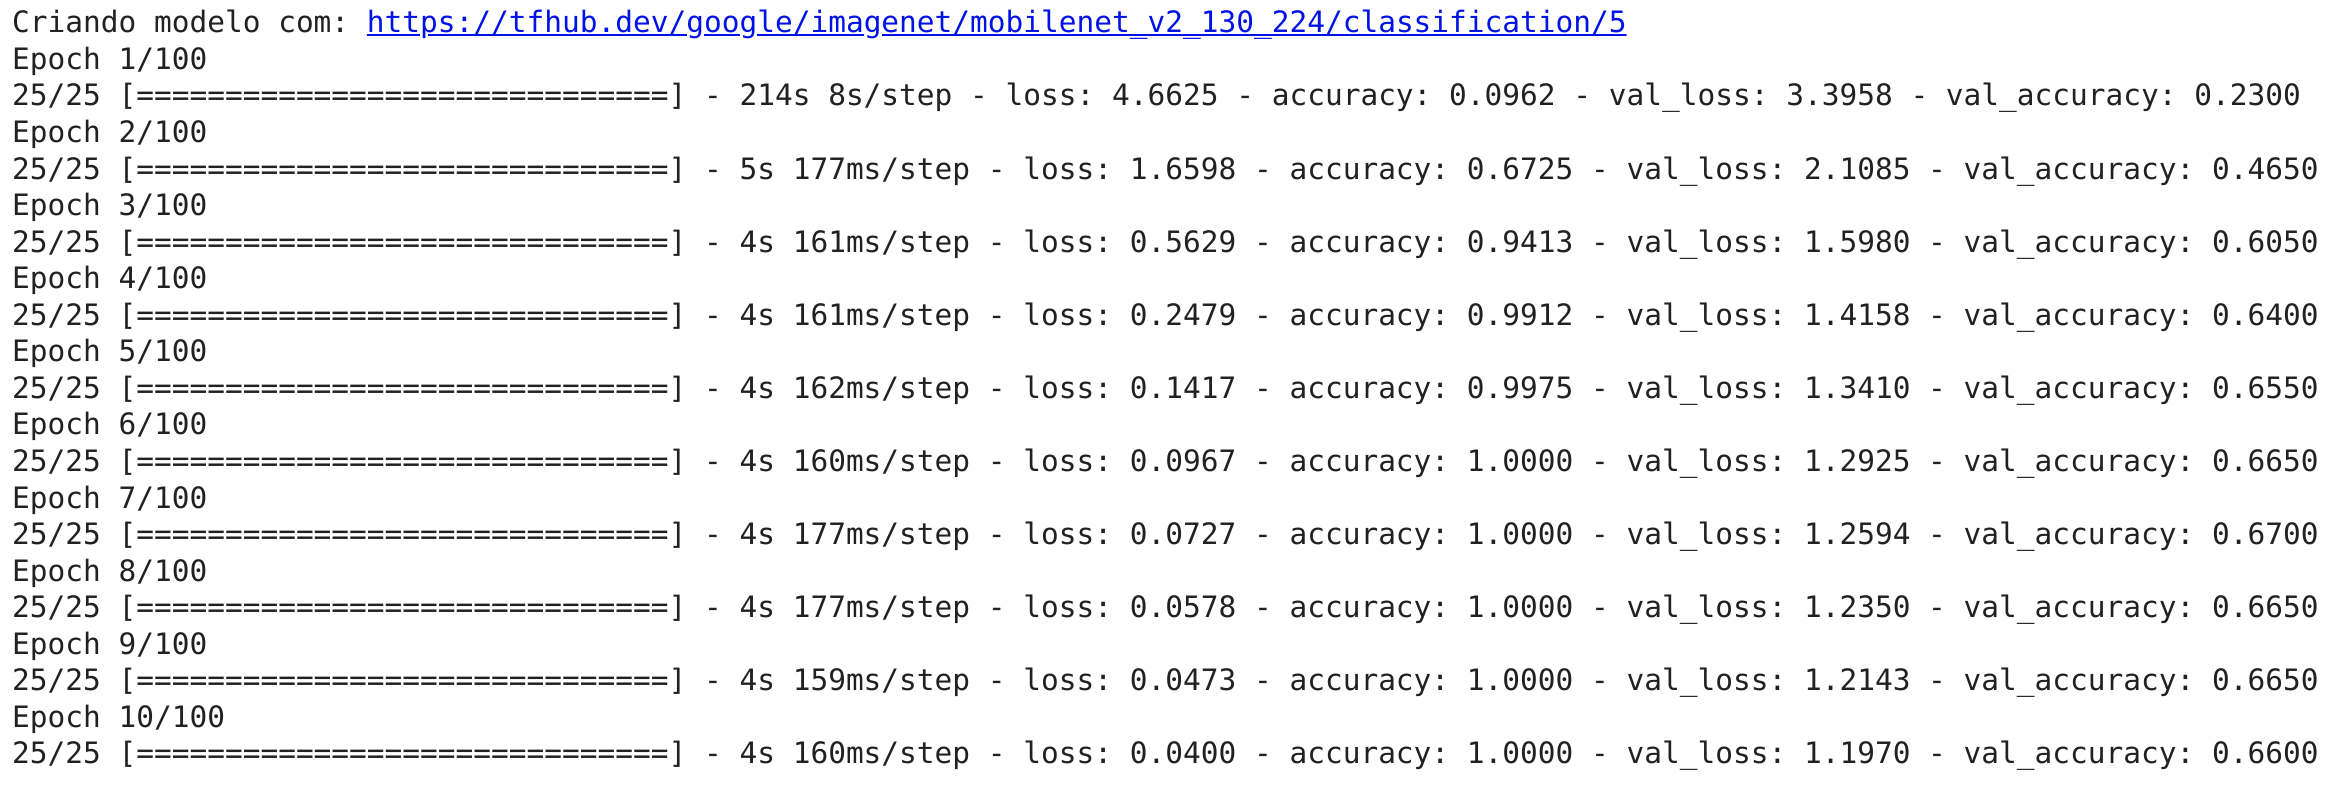 Criando modelo com: https://tfhub.dev/google/imagenet/mobilenet_v2_130_224/classification/5
Epoch 1/100
25/25 [==============================] - 214s 8s/step - loss: 4.6625 - accuracy: 0.0962 - val_loss: 3.3958 - val_accuracy: 0.2300
Epoch 2/100
25/25 [==============================] - 5s 177ms/step - loss: 1.6598 - accuracy: 0.6725 - val_loss: 2.1085 - val_accuracy: 0.4650
Epoch 3/100
25/25 [==============================] - 4s 161ms/step - loss: 0.5629 - accuracy: 0.9413 - val_loss: 1.5980 - val_accuracy: 0.6050
Epoch 4/100
25/25 [==============================] - 4s 161ms/step - loss: 0.2479 - accuracy: 0.9912 - val_loss: 1.4158 - val_accuracy: 0.6400
Epoch 5/100
25/25 [==============================] - 4s 162ms/step - loss: 0.1417 - accuracy: 0.9975 - val_loss: 1.3410 - val_accuracy: 0.6550
Epoch 6/100
25/25 [==============================] - 4s 160ms/step - loss: 0.0967 - accuracy: 1.0000 - val_loss: 1.2925 - val_accuracy: 0.6650
Epoch 7/100
25/25 [==============================] - 4s 177ms/step - loss: 0.0727 - accuracy: 1.0000 - val_loss: 1.2594 - val_accuracy: 0.6700
Epoch 8/100
25/25 [==============================] - 4s 177ms/step - loss: 0.0578 - accuracy: 1.0000 - val_loss: 1.2350 - val_accuracy: 0.6650
Epoch 9/100
25/25 [==============================] - 4s 159ms/step - loss: 0.0473 - accuracy: 1.0000 - val_loss: 1.2143 - val_accuracy: 0.6650
Epoch 10/100
25/25 [==============================] - 4s 160ms/step - loss: 0.0400 - accuracy: 1.0000 - val_loss: 1.1970 - val_accuracy: 0.6600